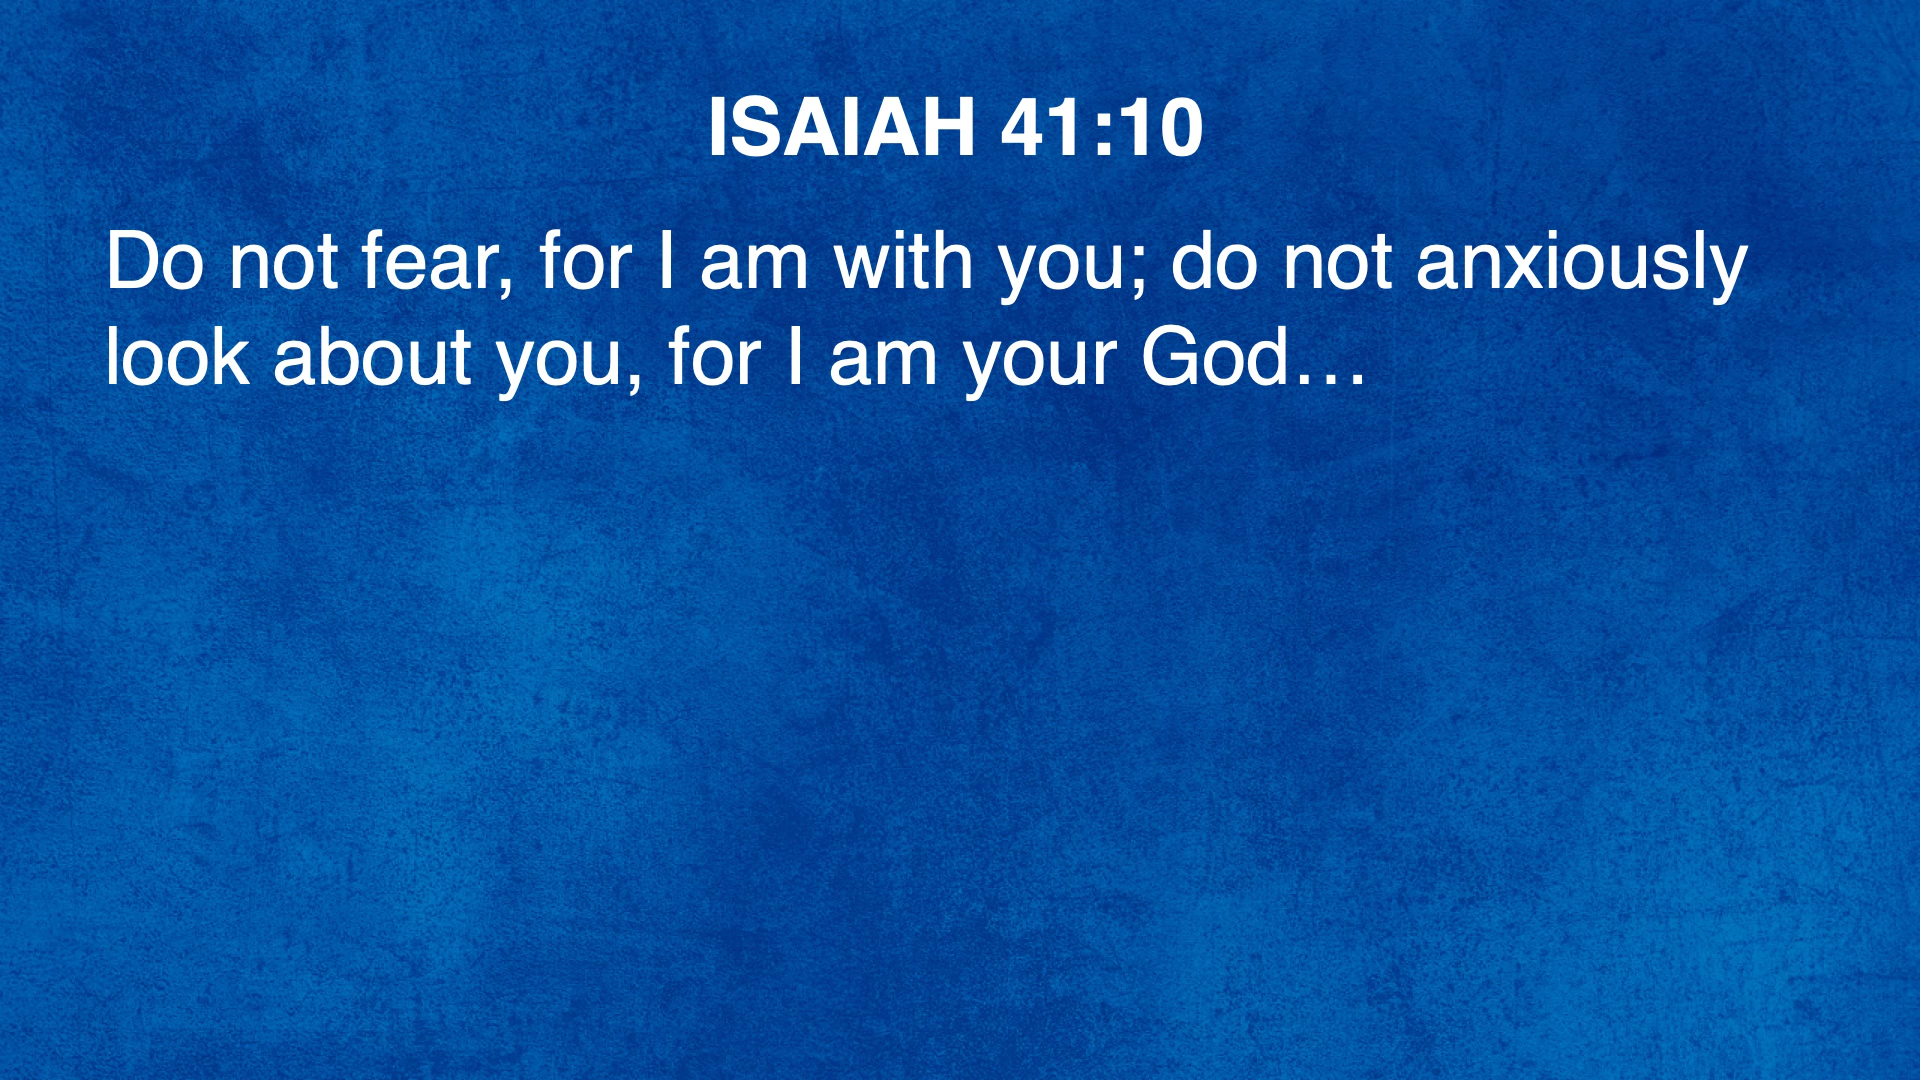 ISAIAH 41:10
Do not fear, for I am with you; do not anxiously
look about you, for I am your God…